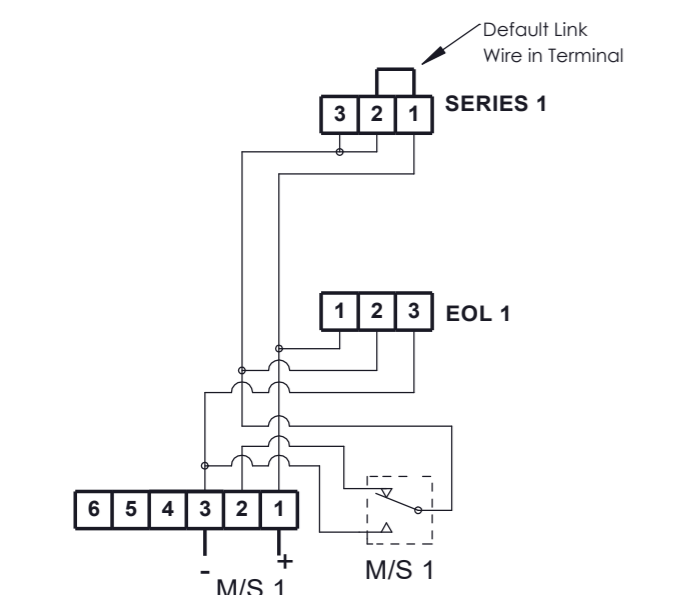 Default Link
Wire in Terminal
3 2 1 SERIES 1
1 2 3 EOL 1
6 5 4 3 2 1
- +
M/S 1
M/S 1